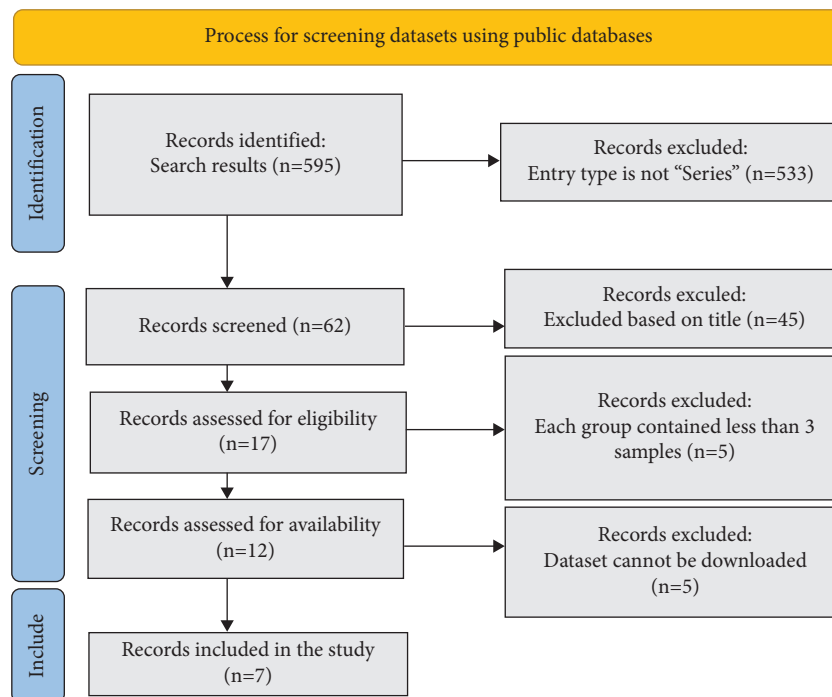 Process for screening datasets using public databases
Identification
Records identified:
Search results (n=595)
Records excluded:
Entry type is not “Series” (n=533)
Screening
Records screened (n=62)
Records exculed:
Excluded based on title (n=45)
Records assessed for eligibility
(n=17)
Records excluded:
Each group contained less than 3
samples (n=5)
Records assessed for availability
(n=12)
Records excluded:
Dataset cannot be downloaded
(n=5)
Include
Records included in the study
(n=7)